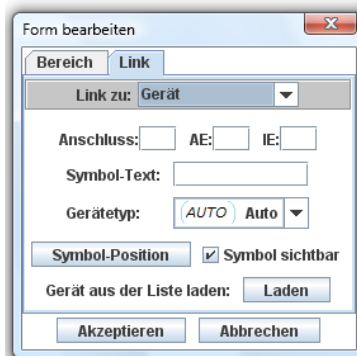 Form bearbeiten
Bereich Link
Link zu: Gerät
Anschluss: AE: IE:
Symbol-Text:
Gerätetyp: AUTO Auto
Symbol-Position Symbol sichtbar
Gerät aus der Liste laden: Laden
Akzeptieren Abbrechen